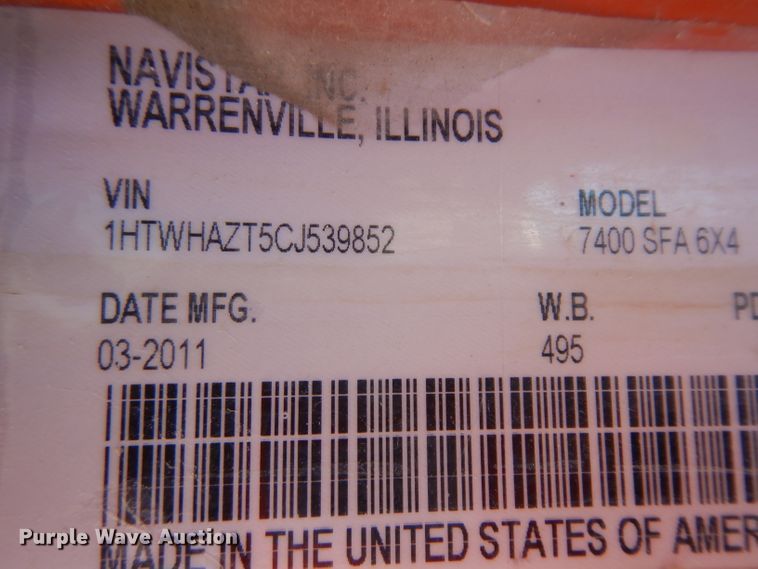 NAVISTAR, INC.
WARRENVILLE, ILLINOIS
VIN
MODEL
1HTWHAZT5CJ539852
7400 SFA 6X4
DATE MFG.
W.B.
PD
03-2011
495
MADE IN THE UNITED STATES OF AMER
Purple Wave Auction